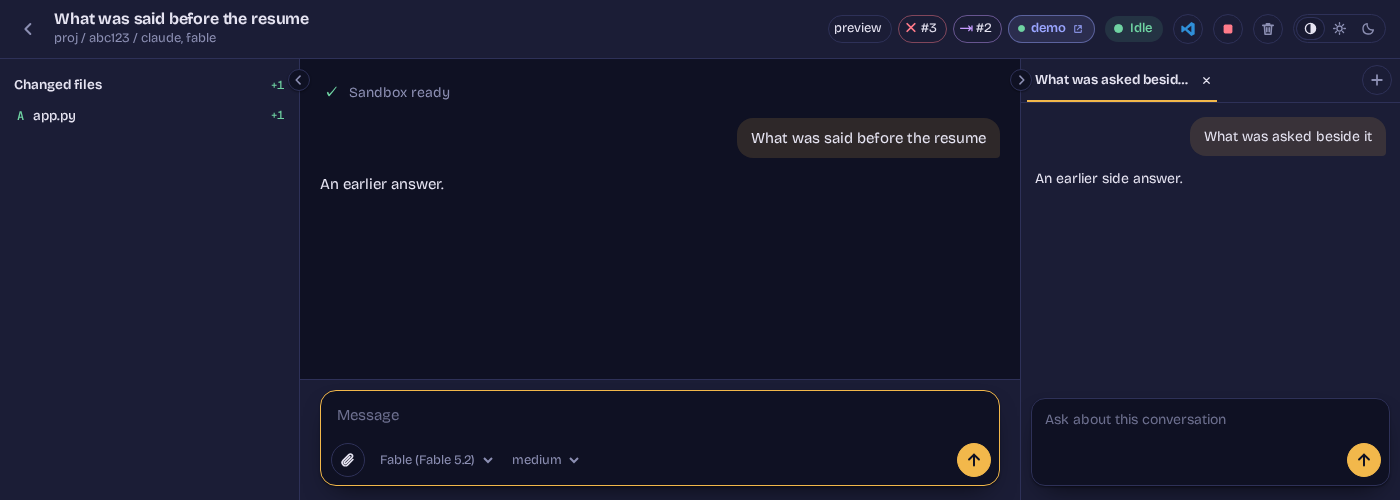 What was said before the resume
proj / abc123 / claude, fable
preview
#3
#2
demo
Idle
Changed files +1
A app.py +1
Sandbox ready
What was said before the resume
An earlier answer.
Message
Fable (Fable 5.2) medium
What was asked besid...
What was asked beside it
An earlier side answer.
Ask about this conversation